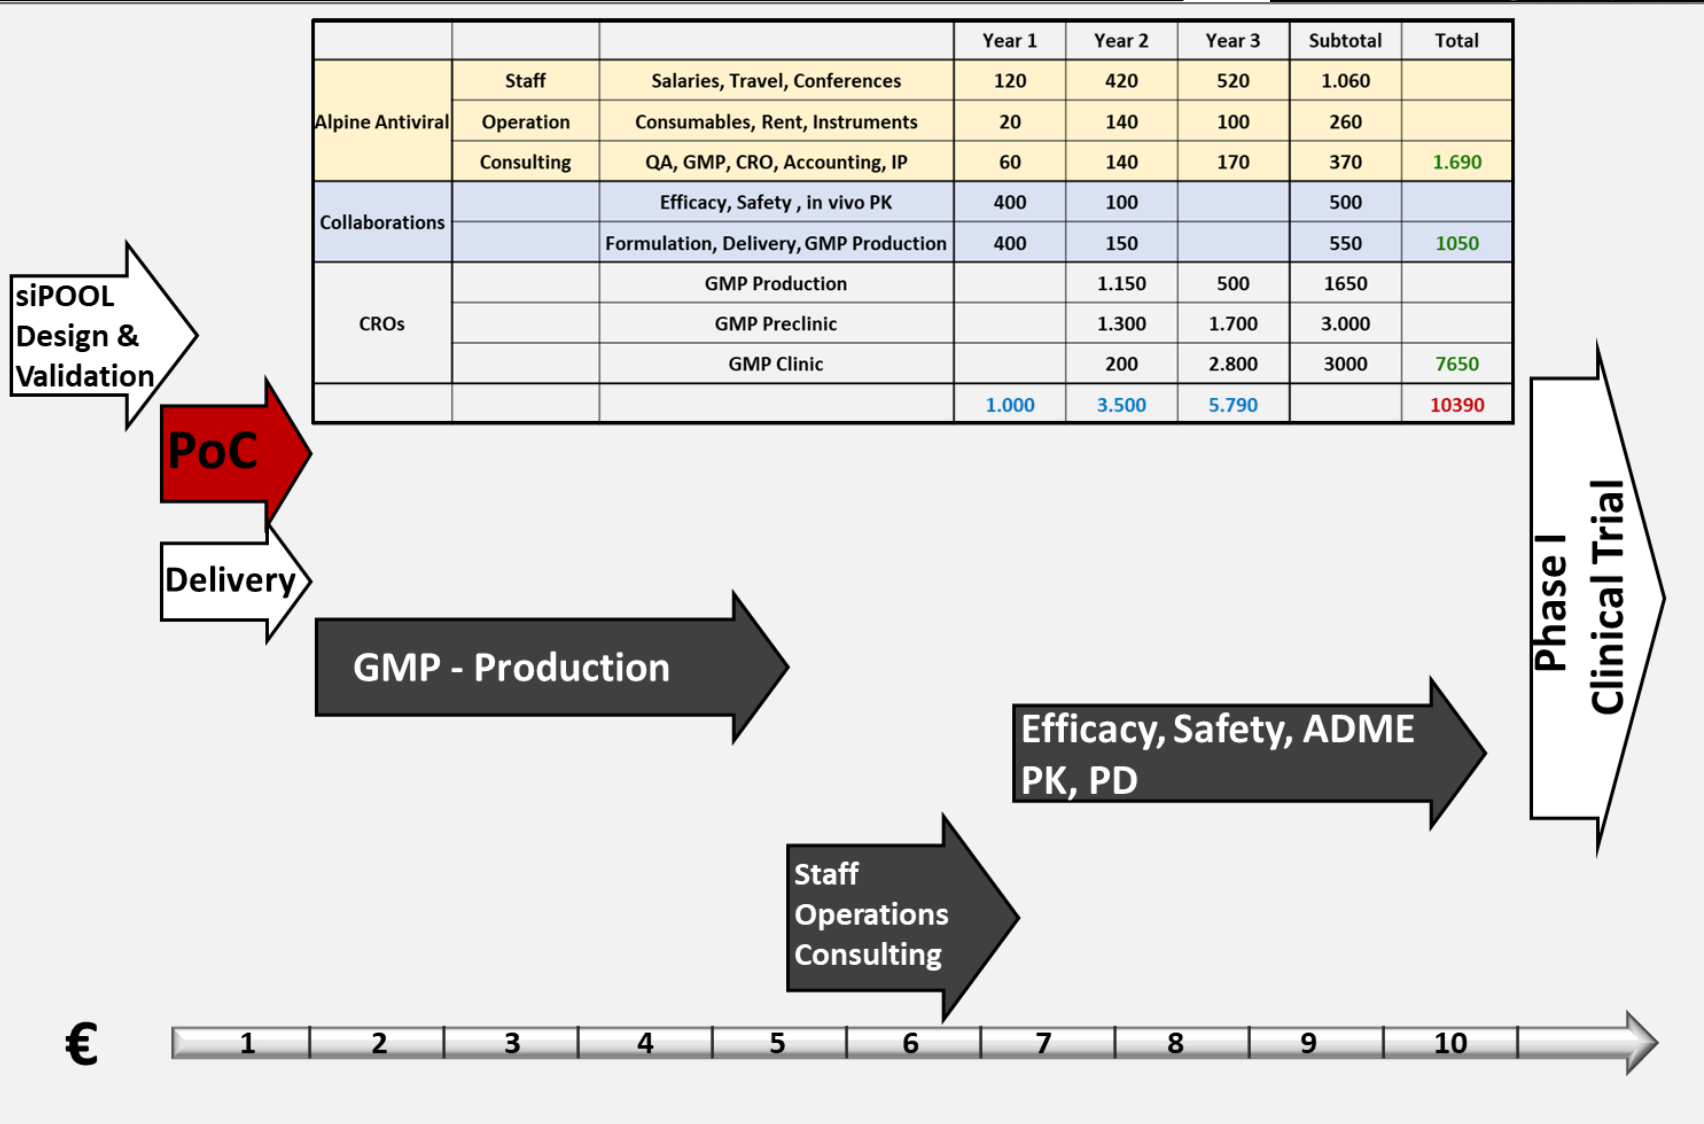 Year 1 Year 2 Year 3 Subtotal Total
Staff Salaries, Travel, Conferences 120 420 520 1.060
Alpine Antiviral Operation Consumables, Rent, Instruments 20 140 100 260
Consulting QA, GMP, CRO, Accounting, IP 60 140 170 370 1.690
Efficacy, Safety , in vivo PK 400 100 500
Collaborations
Formulation, Delivery, GMP Production 400 150 550 1050
GMP Production 1.150 500 1650
CROs GMP Preclinic 1.300 1.700 3.000
GMP Clinic 200 2.800 3000 7650
1.000 3.500 5.790 10390
siPOOL
Design &
Validation
PoC
Delivery
GMP - Production
Efficacy, Safety, ADME
PK, PD
Staff
Operations
Consulting
Phase I
Clinical Trial
€ 1 2 3 4 5 6 7 8 9 10